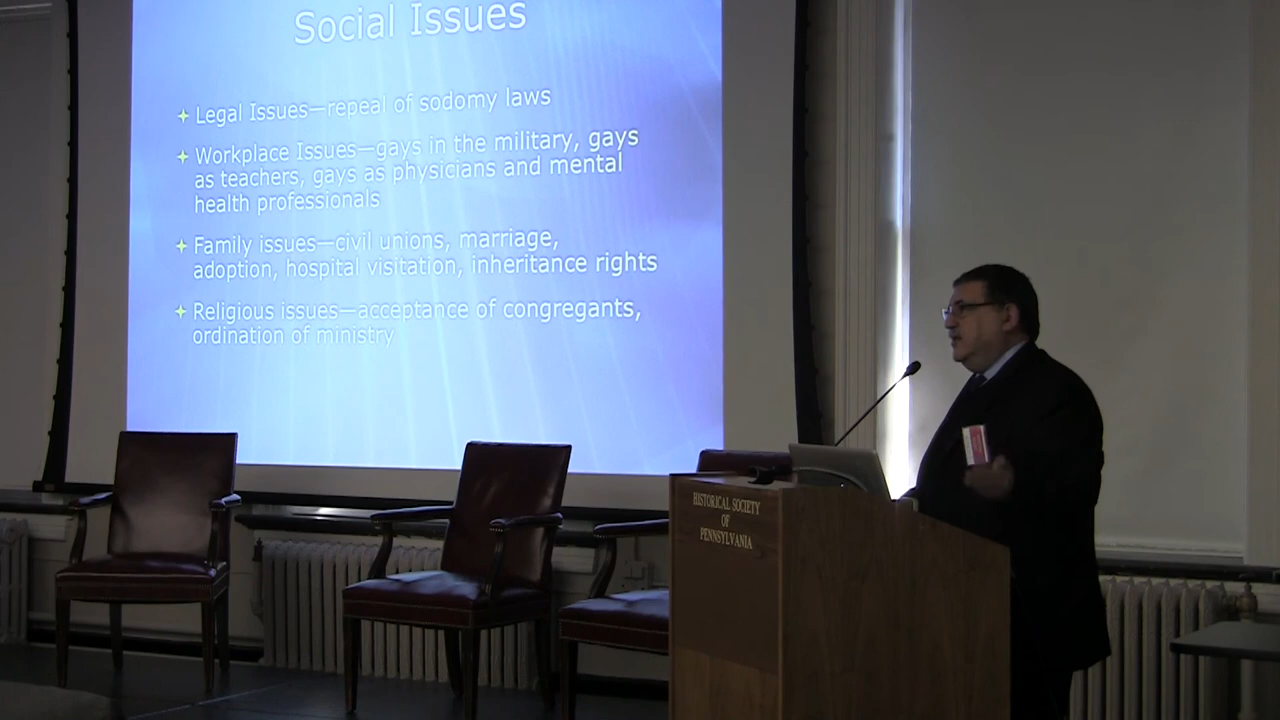 Social Issues
Legal Issues—repeal of sodomy laws
Workplace Issues—gays in the military, gays
as teachers, gays as physicians and mental
health professionals
Family issues—civil unions, marriage,
adoption, hospital visitation, inheritance rights
Religious issues—acceptance of congregants,
ordination of ministry
HISTORICAL SOCIETY
OF
PENNSYLVANIA